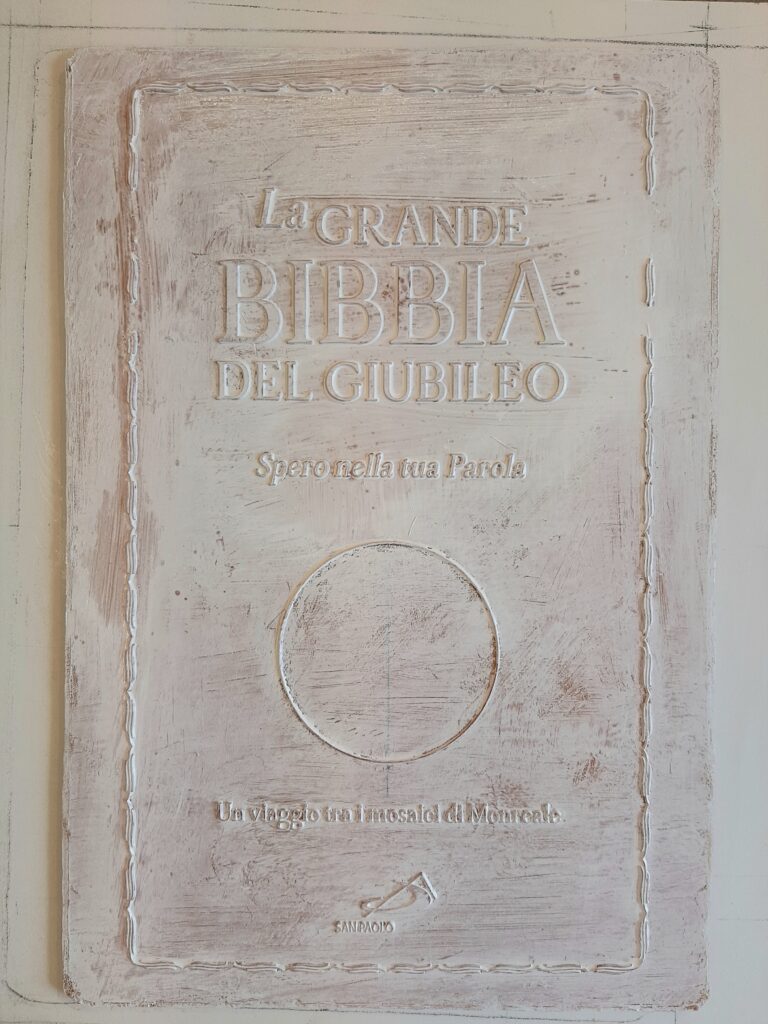 La GRANDE
BIBBIA
DEL GIUBILEO
Spero nella tua Parola
Un viaggio tra i mosaici di Monreale.
SAN PAOLO